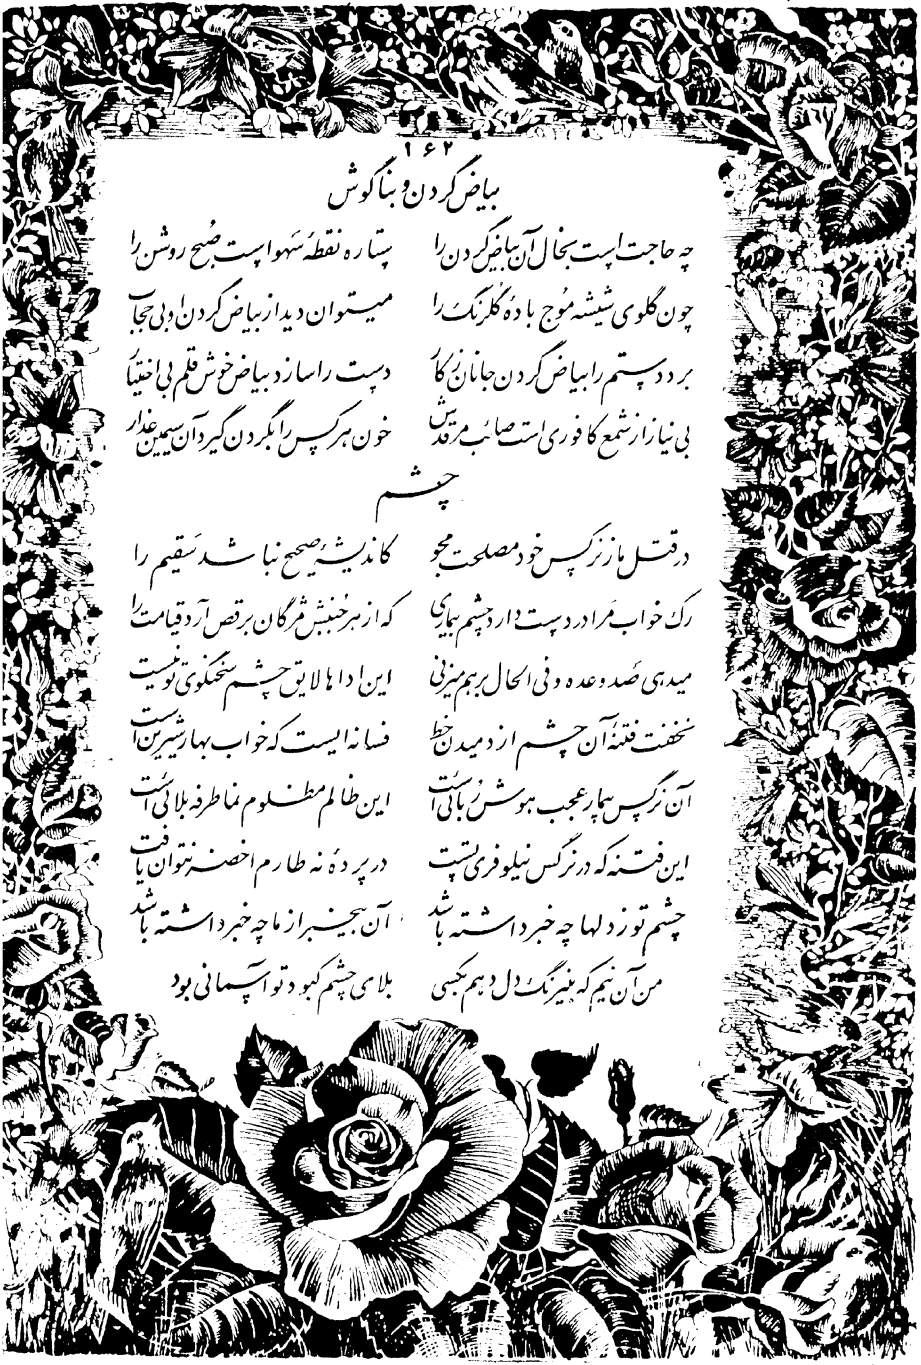 ۱۶۲
بیاض گردن و بناگوش
چه حاجت است بخال آن بیاض گردن را ستاره نقطهٔ سهو است صبح روشن را
چون گلوی شیشه موج بادهٔ گلرنگ را میتوان دید از بیاض گردن او بی حجاب
برد دستم را بیاض گردن جانان ز کار دست را سازد بیاض خوش قلم بی اختیار
بی نیاز از شمع کافوری است صائب مرقدش خون هر کس را بگردن گیرد آن سیمین عذار
چشم
در قتل ما ز نرگس خود مصلحت مجو کاندیشهٔ صحیح نباشد سقیم را
رگ خواب مرا در دست دارد چشم بیماری که از هر جنبش مژگان برقص آرد قیامت را
میدهی صد وعده و فی الحال برهم میزنی این اداها لایق چشم سخنگوی تو نیست
نخفت فتنهٔ آن چشم از دمیدن خط فسانه ایست که خواب بهار شیرین است
آن نرگس بیمار عجب هوش ربائی است این ظالم مظلوم نما طرفه بلائی است
این فتنه که در نرگس نیلوفری تست در پردهٔ نه طارم اخضر نتوان یافت
چشم تو ز دلها چه خبر داشته باشد آن بیخبر از ما چه خبر داشته باشد
من آن نیم که به نیرنگ دل دهم بکسی بلای چشم کبود تو آسمانی بود